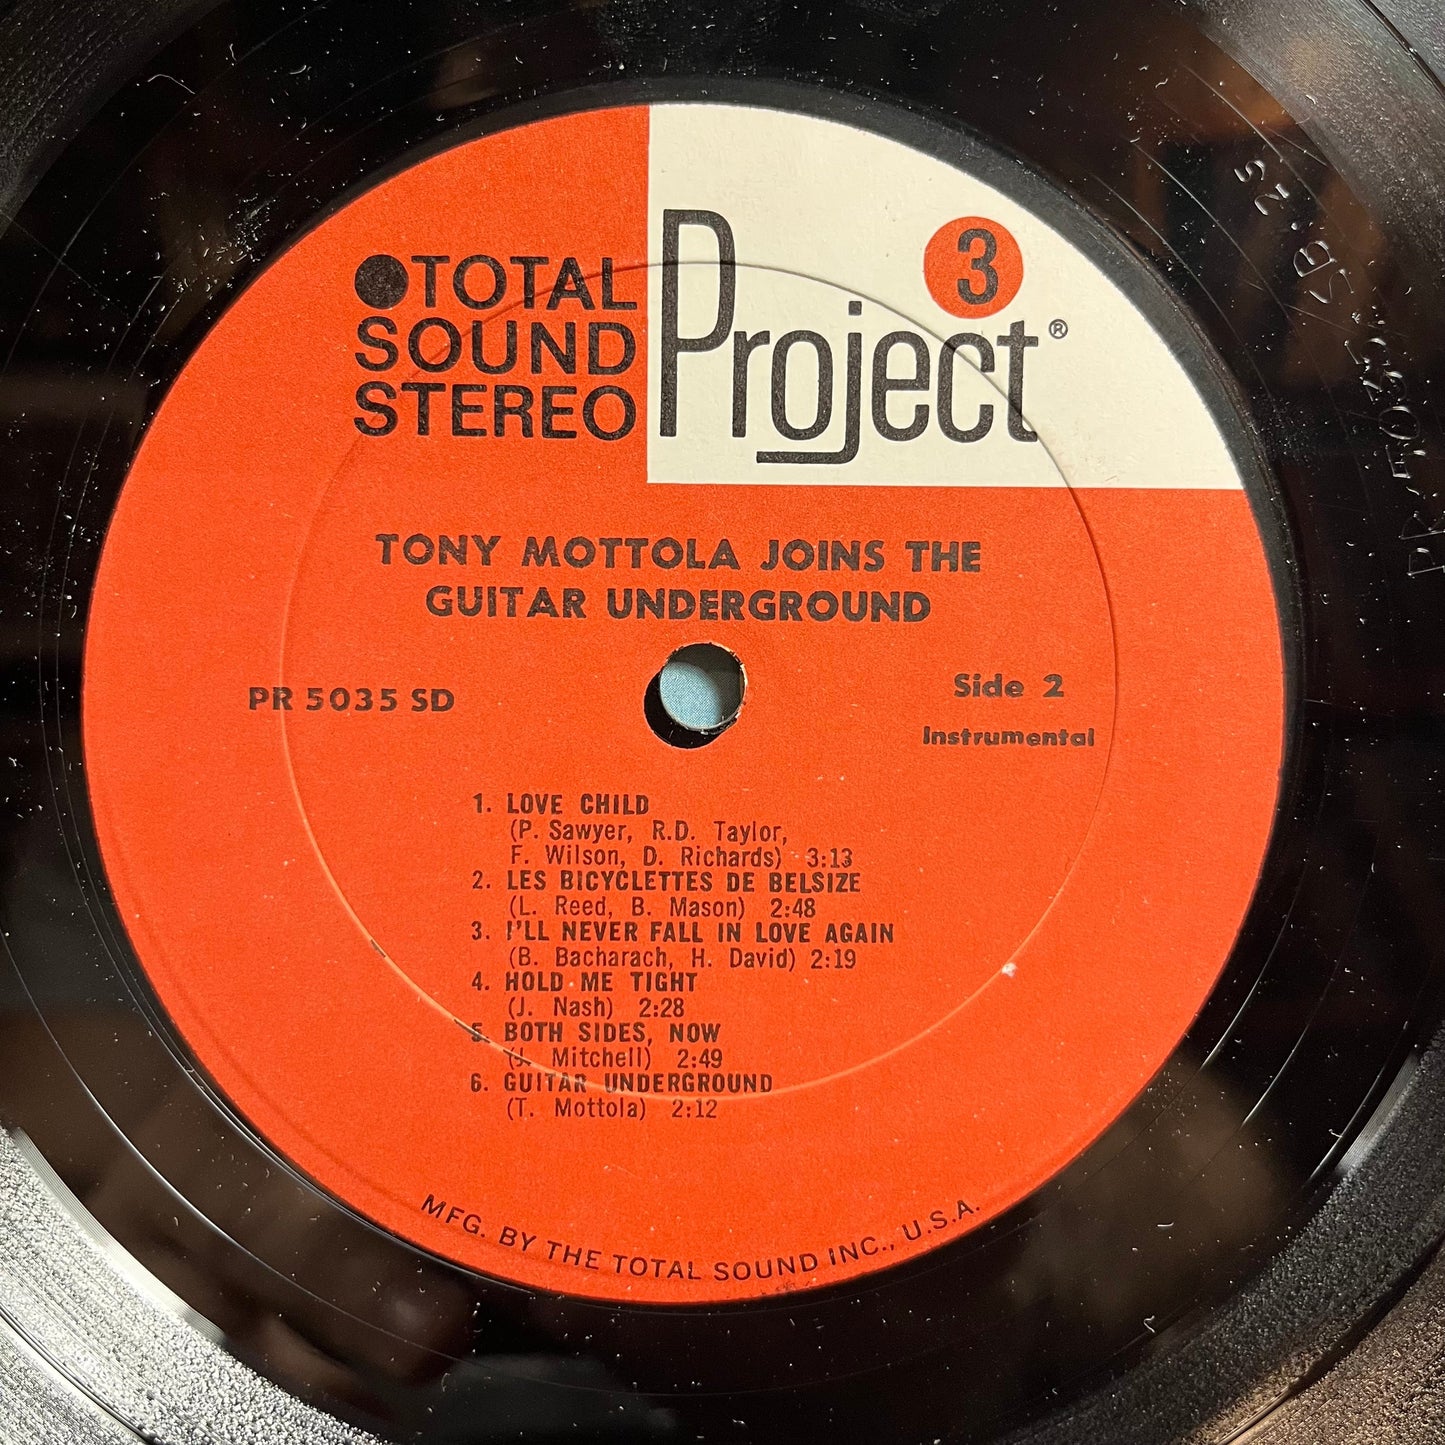 TOTAL
SOUND
STEREO
Project®
3
TONY MOTTOLA JOINS THE
GUITAR UNDERGROUND
PR 5035 SD
Side 2
Instrumental
1. LOVE CHILD
(P. Sawyer, R.D. Taylor,
F. Wilson, D. Richards) 3:13
2. LES BICYCLETTES DE BELSIZE
(L. Reed, B. Mason) 2:48
3. I'LL NEVER FALL IN LOVE AGAIN
(B. Bacharach, H. David) 2:19
4. HOLD ME TIGHT
(J. Nash) 2:28
5. BOTH SIDES, NOW
(J. Mitchell) 2:49
6. GUITAR UNDERGROUND
(T. Mottola) 2:12
MFG. BY THE TOTAL SOUND INC., U.S.A.